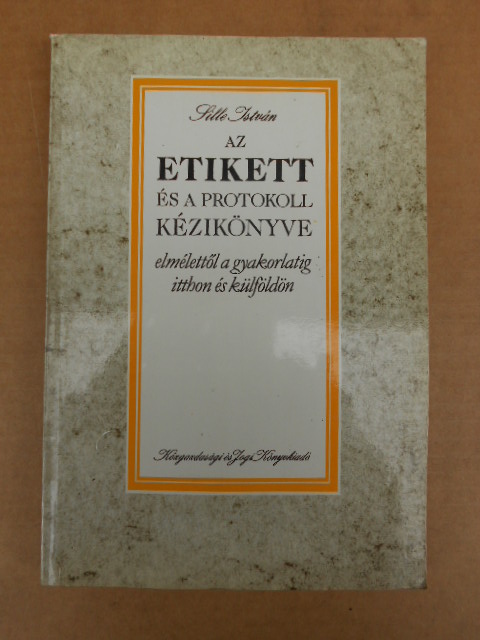 Sille István
AZ
ETIKETT
ÉS A PROTOKOLL
KÉZIKÖNYVE
elmélettől a gyakorlatig
itthon és külföldön
Közgazdasági és Jogi Könyvkiadó